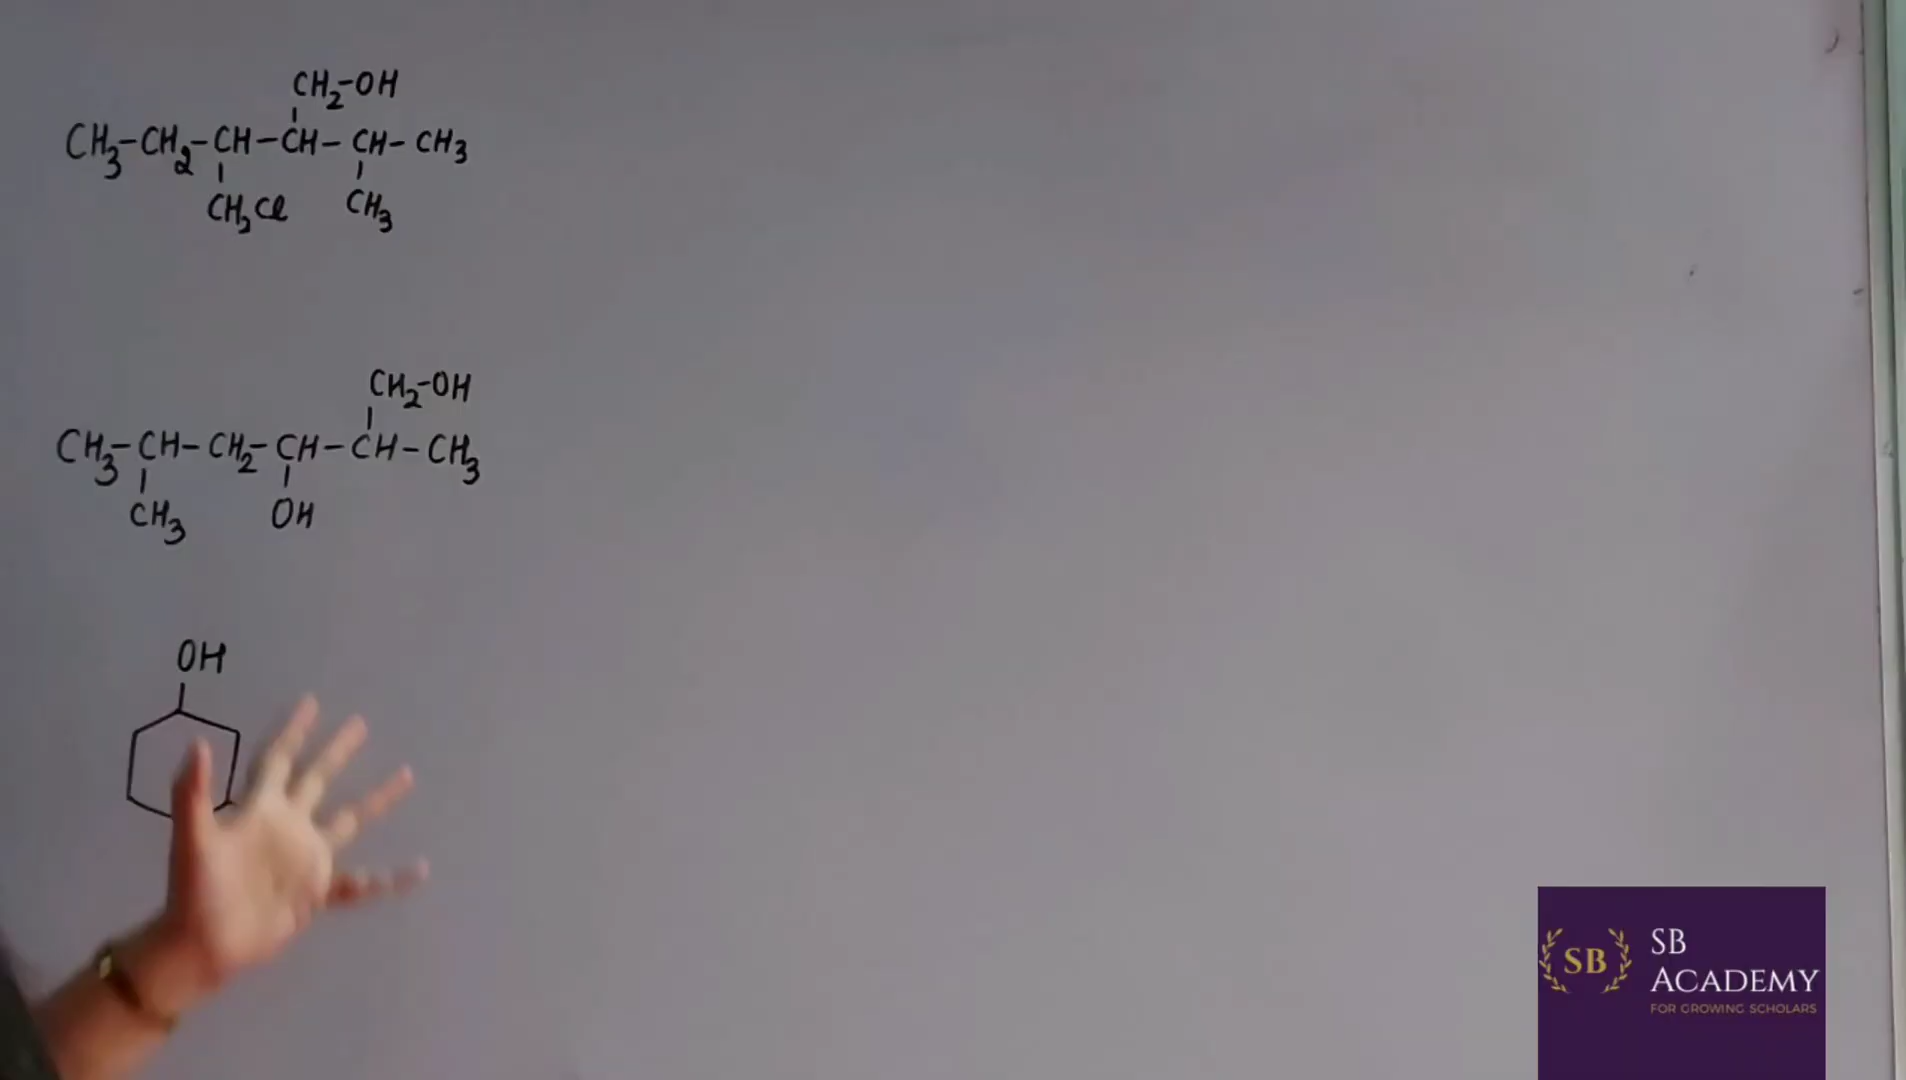 CH2-OH
CH3-CH2-CH-CH-CH-CH3
CH2Cl CH3
CH2-OH
CH3-CH-CH2-CH-CH-CH3
CH3 OH
OH
SB
SB
ACADEMY
FOR GROWING SCHOLARS